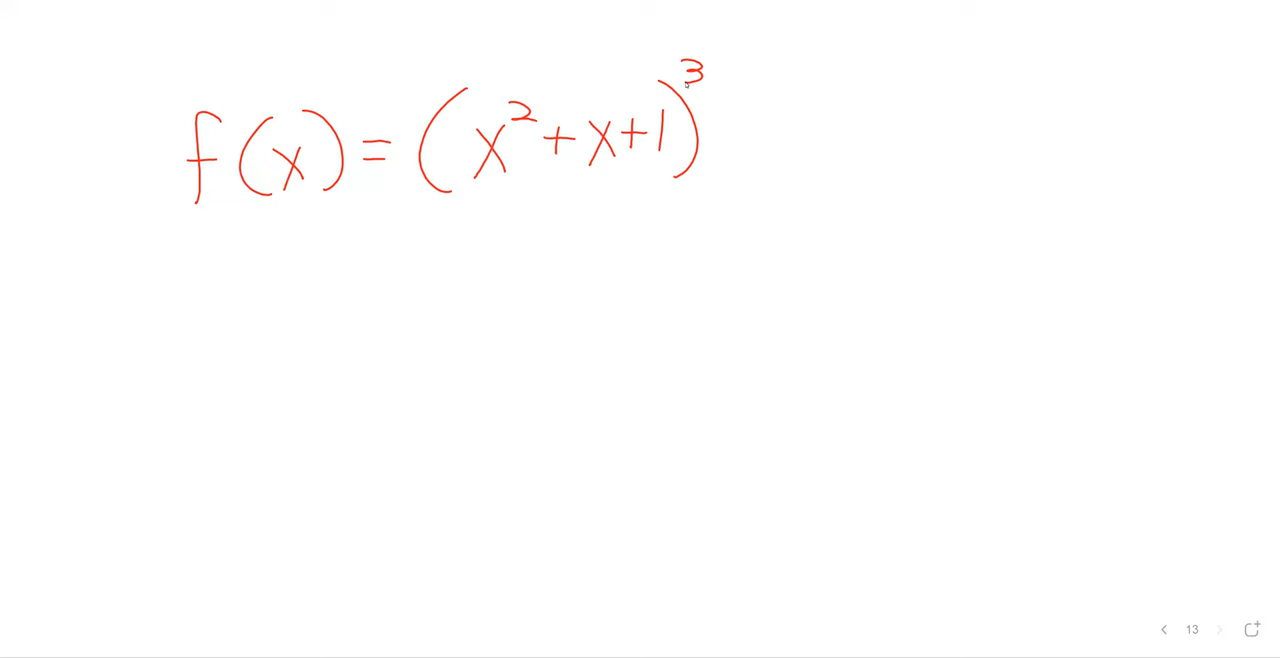 f(x) = (x² + x + 1)³
< 13 >